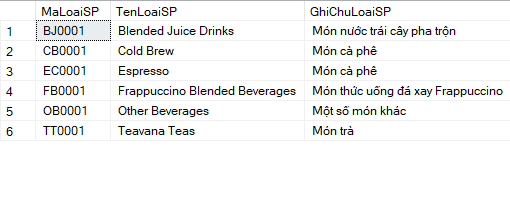 MaLoaiSP TenLoaiSP GhiChuLoaiSP
1 BJ0001 Blended Juice Drinks Món nước trái cây pha trộn
2 CB0001 Cold Brew Món cà phê
3 EC0001 Espresso Món cà phê
4 FB0001 Frappuccino Blended Beverages Món thức uống đá xay Frappuccino
5 OB0001 Other Beverages Một số món khác
6 TT0001 Teavana Teas Món trà